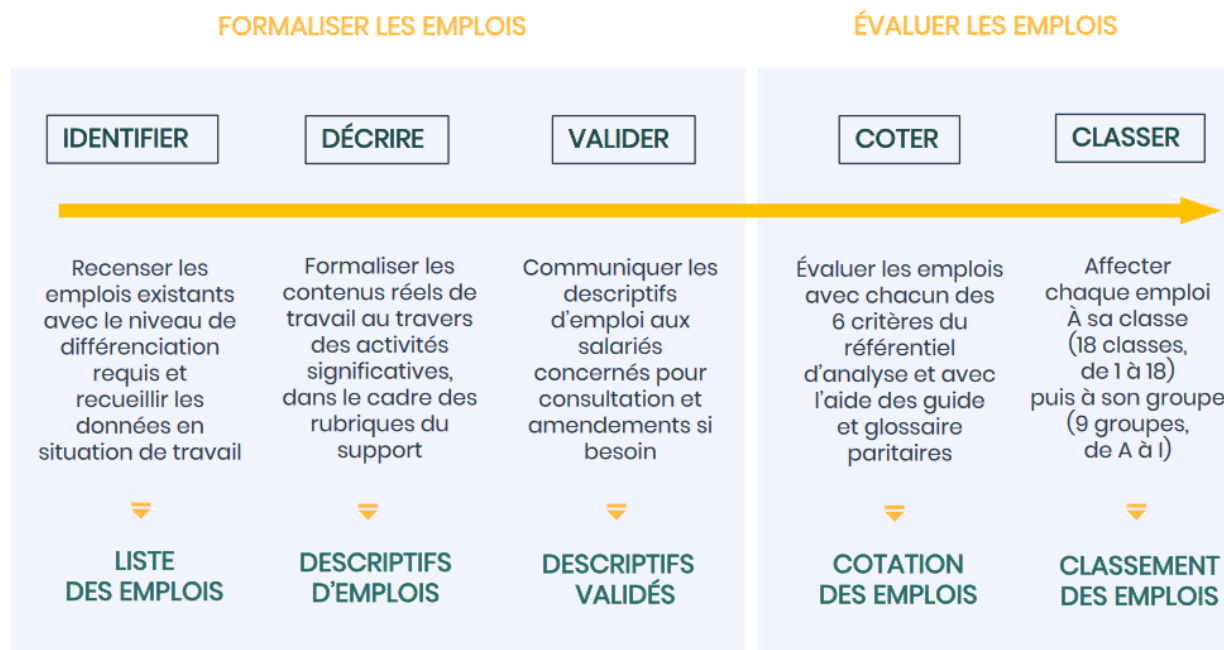 FORMALISER LES EMPLOIS
ÉVALUER LES EMPLOIS
IDENTIFIER
DÉCRIRE
VALIDER
COTER
CLASSER
Recenser les
emplois existants
avec le niveau de
différenciation
requis et
recueillir les
données en
situation de travail
Formaliser les
contenus réels de
travail au travers
des activités
significatives,
dans le cadre des
rubriques du
support
Communiquer les
descriptifs
d'emploi aux
salariés
concernés pour
consultation et
amendements si
besoin
Évaluer les emplois
avec chacun des
6 critères du
référentiel
d'analyse et avec
l'aide des guide
et glossaire
paritaires
Affecter
chaque emploi
À sa classe
(18 classes,
de 1 à 18)
puis à son groupe
(9 groupes,
de A à I)
LISTE
DES EMPLOIS
DESCRIPTIFS
D'EMPLOIS
DESCRIPTIFS
VALIDÉS
COTATION
DES EMPLOIS
CLASSEMENT
DES EMPLOIS